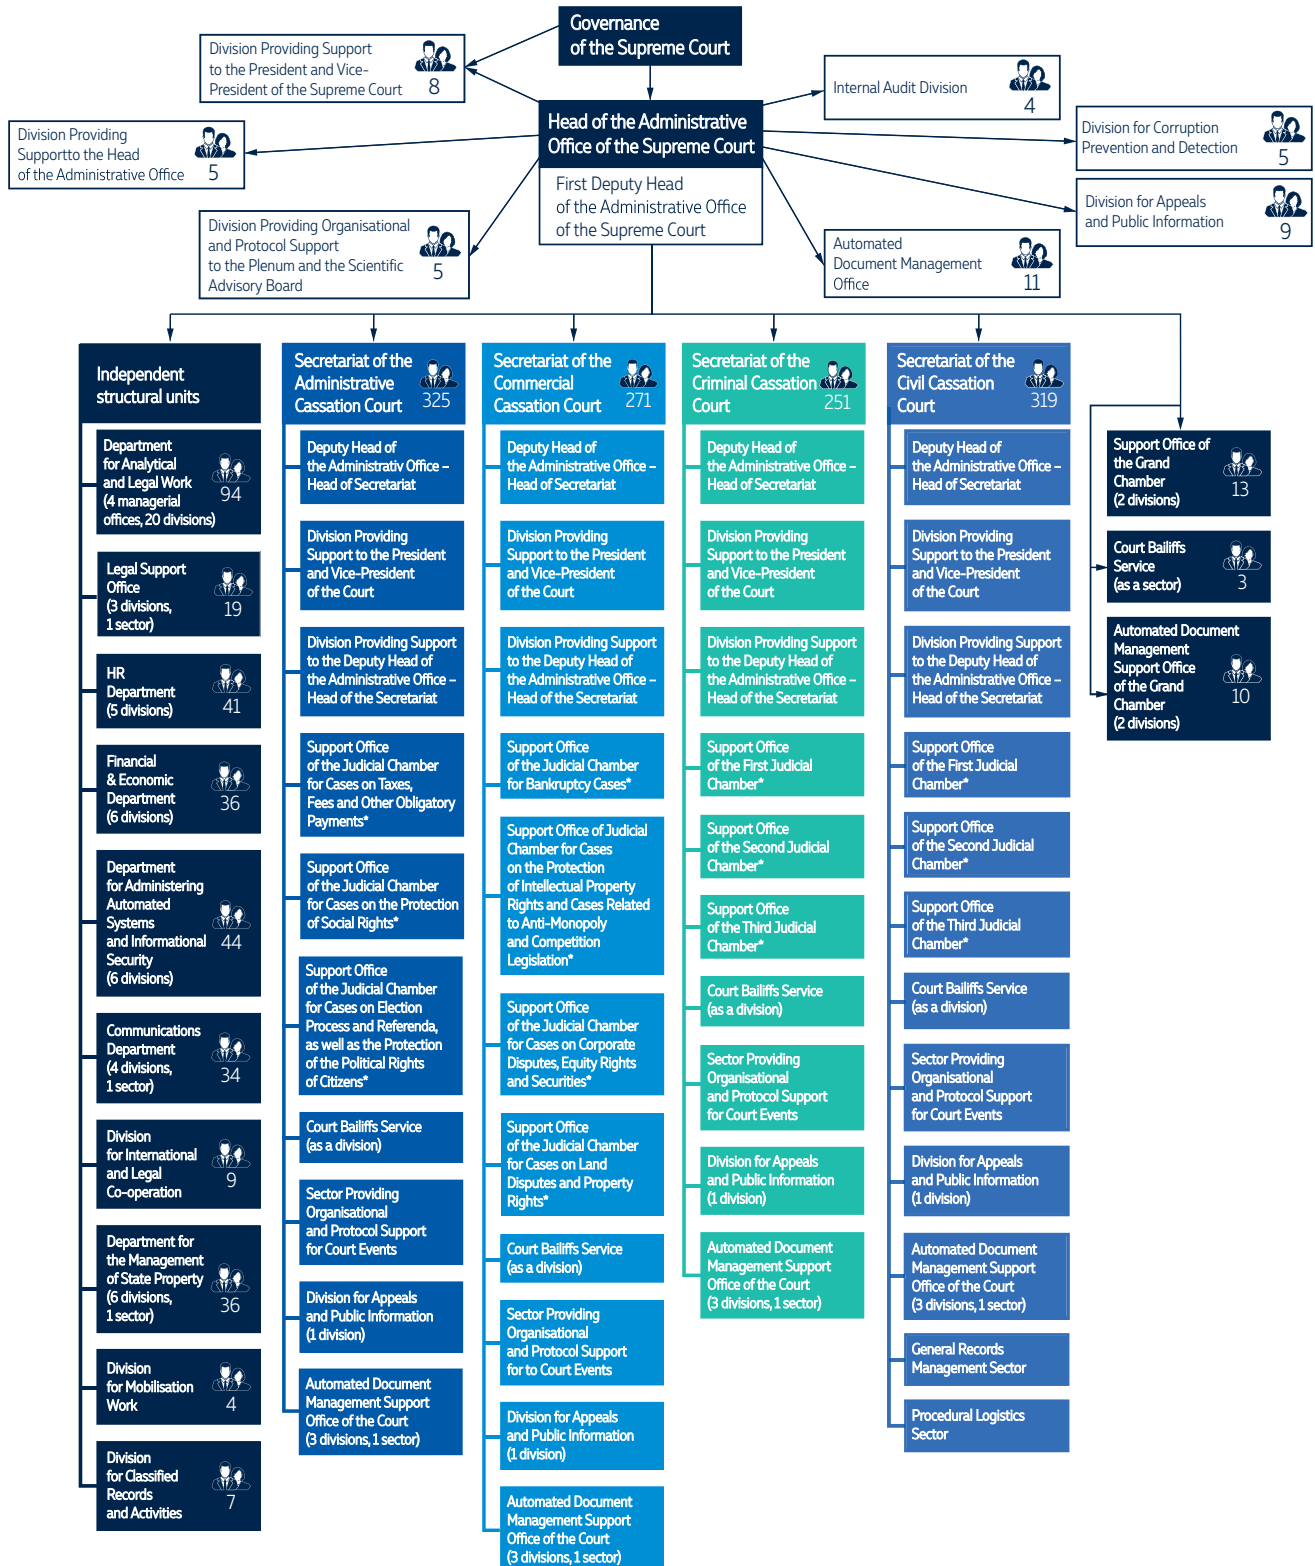 Governance
of the Supreme Court
Division Providing Support
to the President and Vice-
President of the Supreme Court
8
Internal Audit Division
4
Head of the Administrative
Office of the Supreme Court
First Deputy Head
of the Administrative Office
of the Supreme Court
Division Providing
Supportto the Head
of the Administrative Office
5
Division for Corruption
Prevention and Detection
5
Division for Appeals
and Public Information
9
Division Providing Organisational
and Protocol Support
to the Plenum and the Scientific
Advisory Board
5
Automated
Document Management
Office
11
Independent
structural units
Department
for Analytical
and Legal Work
(4 managerial
offices, 20 divisions)
94
Legal Support
Office
(3 divisions,
1 sector)
19
HR
Department
(5 divisions)
41
Financial
& Economic
Department
(6 divisions)
36
Department
for Administering
Automated
Systems
and Informational
Security
(6 divisions)
44
Communications
Department
(4 divisions,
1 sector)
34
Division
for International
and Legal
Co-operation
9
Department for
the Management
of State Property
(6 divisions,
1 sector)
36
Division
for Mobilisation
Work
4
Division
for Classified
Records
and Activities
7
Secretariat of the
Administrative
Cassation Court
325
Deputy Head of
the Administrativ Office –
Head of Secretariat
Division Providing
Support to the President
and Vice-President
of the Court
Division Providing Support
to the Deputy Head of
the Administrative Office –
Head of the Secretariat
Support Office
of the Judicial Chamber
for Cases on Taxes,
Fees and Other Obligatory
Payments*
Support Office
of the Judicial Chamber
for Cases on the Protection
of Social Rights*
Support Office
of the Judicial Chamber
for Cases on Election
Process and Referenda,
as well as the Protection
of the Political Rights
of Citizens*
Court Bailiffs Service
(as a division)
Sector Providing
Organisational
and Protocol Support
for Court Events
Division for Appeals
and Public Information
(1 division)
Automated Document
Management Support
Office of the Court
(3 divisions, 1 sector)
Secretariat of the
Commercial
Cassation Court
271
Deputy Head of
the Administrative Office –
Head of Secretariat
Division Providing
Support to the President
and Vice-President
of the Court
Division Providing Support
to the Deputy Head of
the Administrative Office –
Head of the Secretariat
Support Office
of the Judicial Chamber
for Bankruptcy Cases*
Support Office of Judicial
Chamber for Cases
on the Protection
of Intellectual Property
Rights and Cases Related
to Anti-Monopoly
and Competition
Legislation*
Support Office
of the Judicial Chamber
for Cases on Corporate
Disputes, Equity Rights
and Securities*
Support Office
of the Judicial Chamber
for Cases on Land
Disputes and Property
Rights*
Court Bailiffs Service
(as a division)
Sector Providing
Organisational
and Protocol Support
for to Court Events
Division for Appeals
and Public Information
(1 division)
Automated Document
Management Support
Office of the Court
(3 divisions, 1 sector)
Secretariat of the
Criminal Cassation
Court
251
Deputy Head of
the Administrative Office –
Head of Secretariat
Division Providing
Support to the President
and Vice-President
of the Court
Division Providing Support
to the Deputy Head of
the Administrative Office –
Head of the Secretariat
Support Office
of the First Judicial
Chamber*
Support Office
of the Second Judicial
Chamber*
Support Office
of the Third Judicial
Chamber*
Court Bailiffs Service
(as a division)
Sector Providing
Organisational
and Protocol Support
for Court Events
Division for Appeals
and Public Information
(1 division)
Automated Document
Management Support
Office of the Court
(3 divisions, 1 sector)
Secretariat of the
Civil Cassation
Court
319
Deputy Head of
the Administrative Office –
Head of Secretariat
Division Providing
Support to the President
and Vice-President
of the Court
Division Providing Support
to the Deputy Head of
the Administrative Office –
Head of the Secretariat
Support Office
of the First Judicial
Chamber*
Support Office
of the Second Judicial
Chamber*
Support Office
of the Third Judicial
Chamber*
Court Bailiffs Service
(as a division)
Sector Providing
Organisational
and Protocol Support
for Court Events
Division for Appeals
and Public Information
(1 division)
Automated Document
Management Support
Office of the Court
(3 divisions, 1 sector)
General Records
Management Sector
Procedural Logistics
Sector
Support Office of
the Grand
Chamber
(2 divisions)
13
Court Bailiffs
Service
(as a sector)
3
Automated Document
Management
Support Office
of the Grand
Chamber
(2 divisions)
10